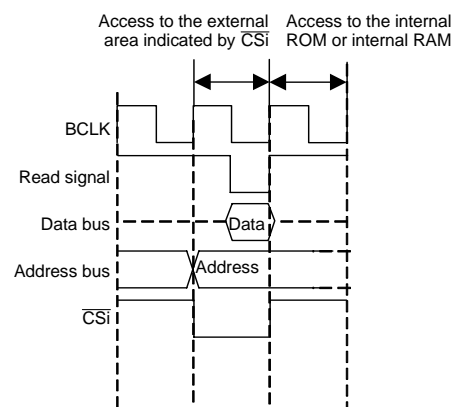 Access to the external
area indicated by CSi
Access to the internal
ROM or internal RAM
BCLK
Read signal
Data bus
Data
Address bus
Address
CSi